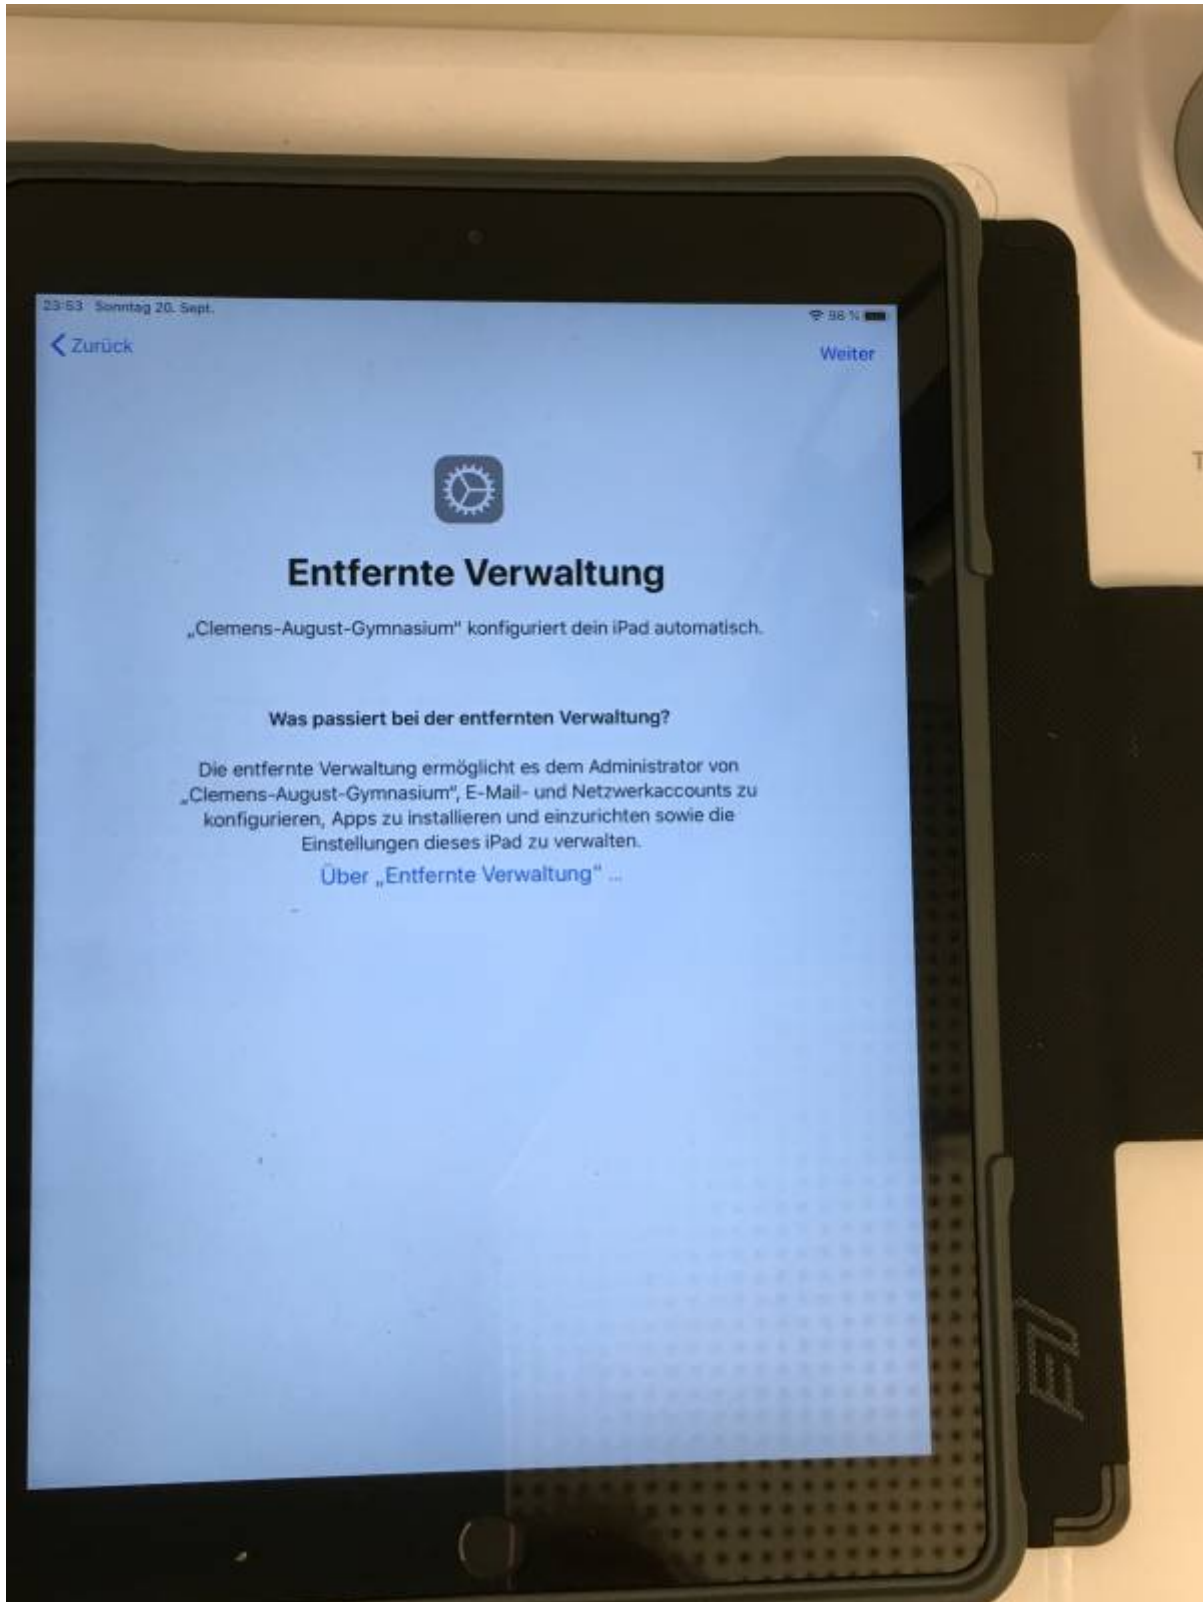 23:53 Sonntag 20. Sept.
98 %
Zurück
Weiter
Entfernte Verwaltung
„Clemens-August-Gymnasium“ konfiguriert dein iPad automatisch.
Was passiert bei der entfernten Verwaltung?
Die entfernte Verwaltung ermöglicht es dem Administrator von
„Clemens-August-Gymnasium“, E-Mail- und Netzwerkaccounts zu
konfigurieren, Apps zu installieren und einzurichten sowie die
Einstellungen dieses iPad zu verwalten.
Über „Entfernte Verwaltung“ ...